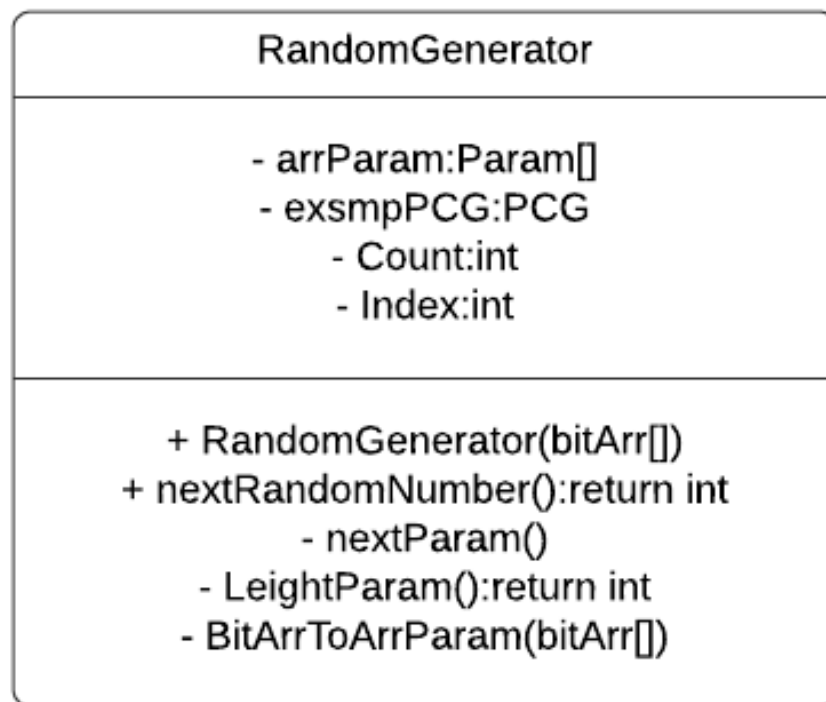 RandomGenerator
- arrParam:Param[]
- exsmpPCG:PCG
- Count:int
- Index:int
+ RandomGenerator(bitArr[])
+ nextRandomNumber():return int
- nextParam()
- LeightParam():return int
- BitArrToArrParam(bitArr[])